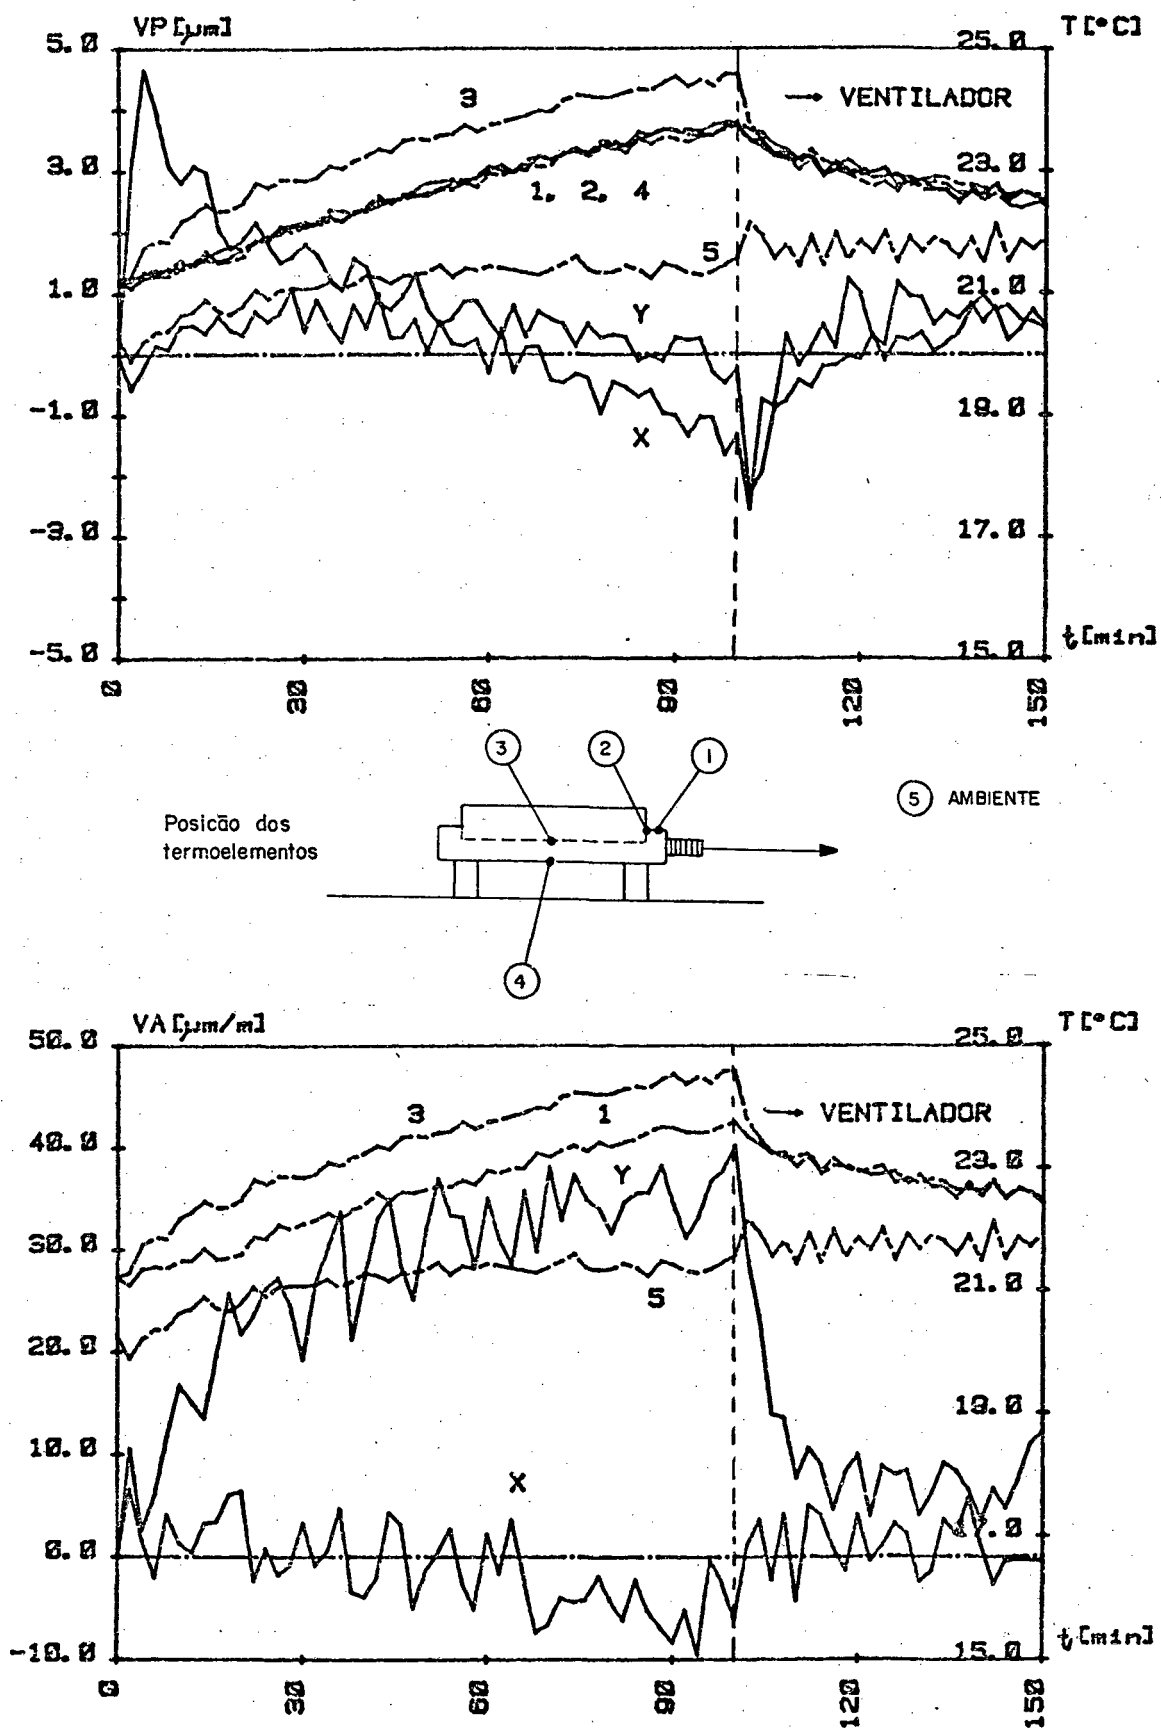 VP [μm]
T [°C]
5.0
25.0
3
→ VENTILADOR
3.0
23.0
1, 2, 4
5
1.0
21.0
Y
-1.0
19.0
X
-3.0
17.0
-5.0
15.0
t [min]
0
30
60
90
120
150
3
2
1
5 AMBIENTE
Posicão dos
termoelementos
4
VA [μm/m]
T [°C]
50.0
25.0
3
1
→ VENTILADOR
40.0
23.0
Y
30.0
21.0
5
20.0
19.0
10.0
X
17.0
0.0
-10.0
15.0
t [min]
0
30
60
90
120
150